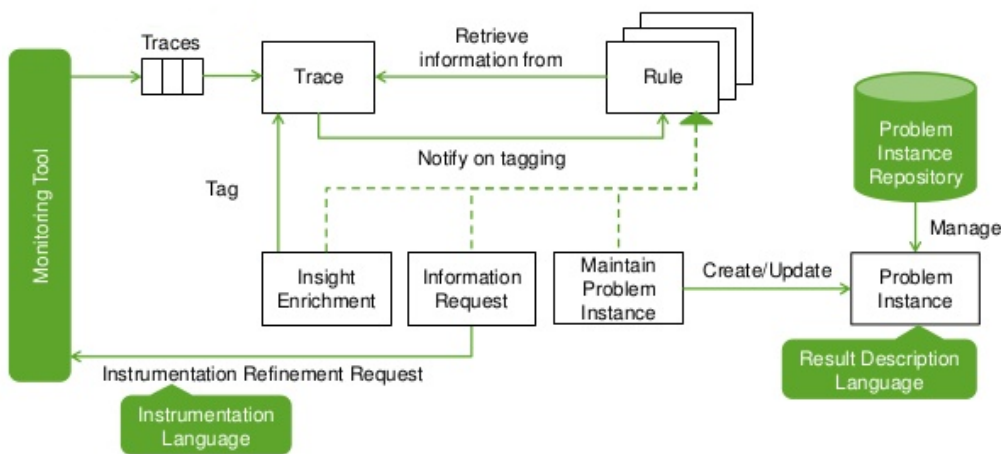 Traces
Retrieve
information from
Trace
Rule
Monitoring Tool
Problem
Instance
Repository
Notify on tagging
Tag
Manage
Insight
Enrichment
Information
Request
Maintain
Problem
Instance
Create/Update
Problem
Instance
Instrumentation Refinement Request
Result Description
Language
Instrumentation
Language